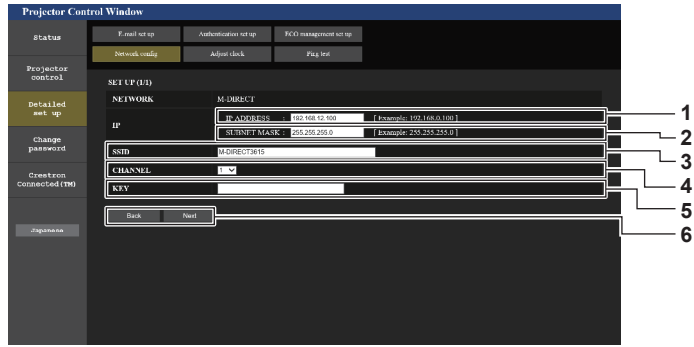 Projector Control Window
Status
E-mail set up
Authentication set up
ECO management set up
Network config
Adjust clock
Ping test
Projector
control
SET UP (1/1)
Detailed
set up
NETWORK M-DIRECT
IP
IP ADDRESS : 192.168.12.100 [ Example: 192.168.0.100 ]
1
SUBNET MASK : 255.255.255.0 [ Example: 255.255.255.0 ]
2
Change
password
SSID M-DIRECT3615
3
CHANNEL 1
4
Crestron
Connected(TM)
KEY
5
Back Next
6
Japanese